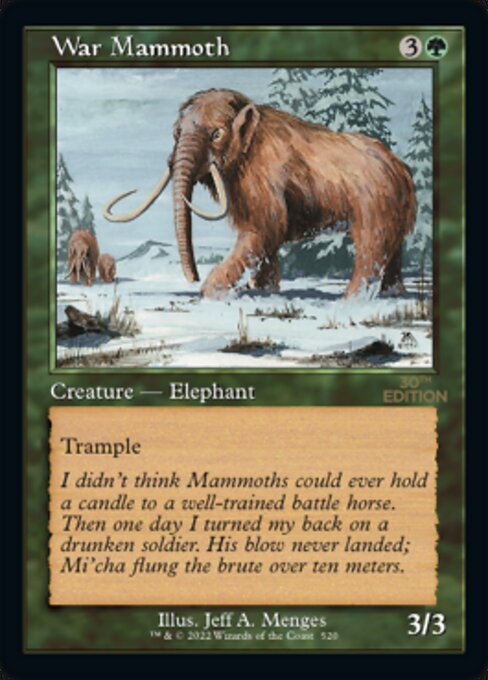 War Mammoth 3
Creature — Elephant
30TH
EDITION
Trample
I didn't think Mammoths could ever hold
a candle to a well-trained battle horse.
Then one day I turned my back on a
drunken soldier. His blow never landed;
Mi'cha flung the brute over ten meters.
Illus. Jeff A. Menges
™ & © 2022 Wizards of the Coast 520
3/3